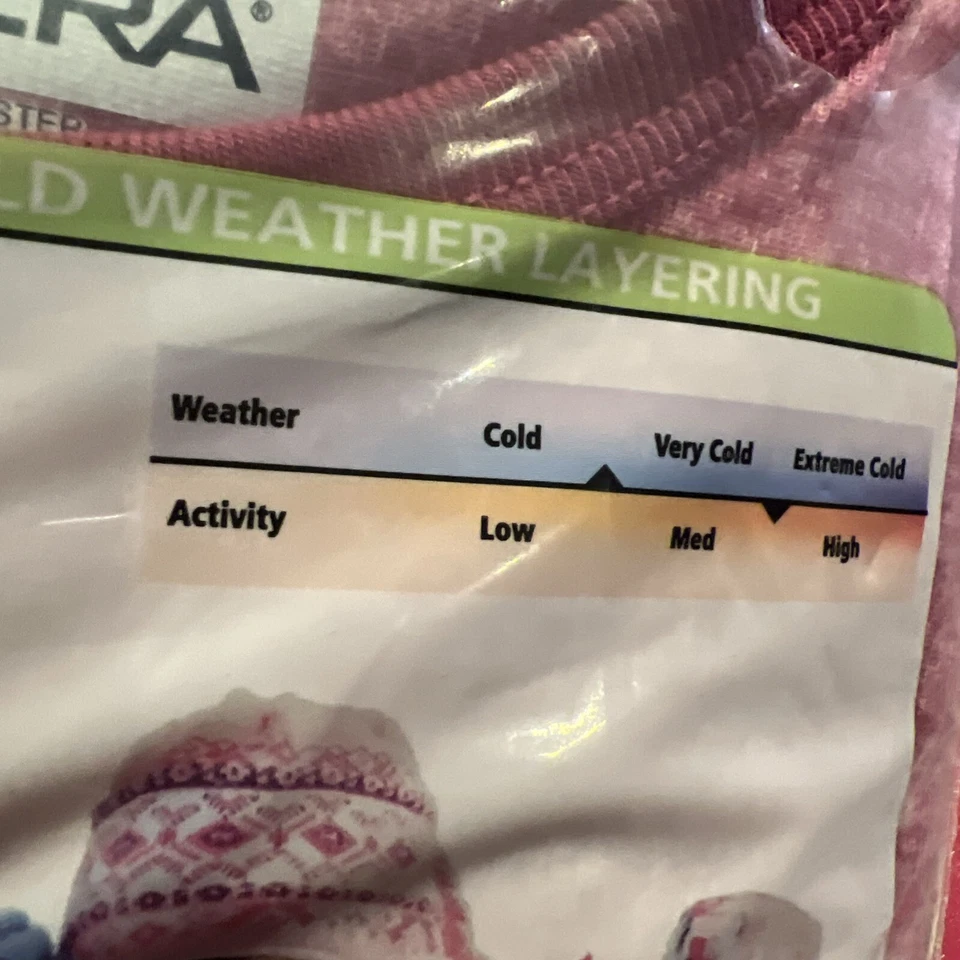 ERA®
STER
LD WEATHER LAYERING
Weather Cold Very Cold Extreme Cold
Activity Low Med High